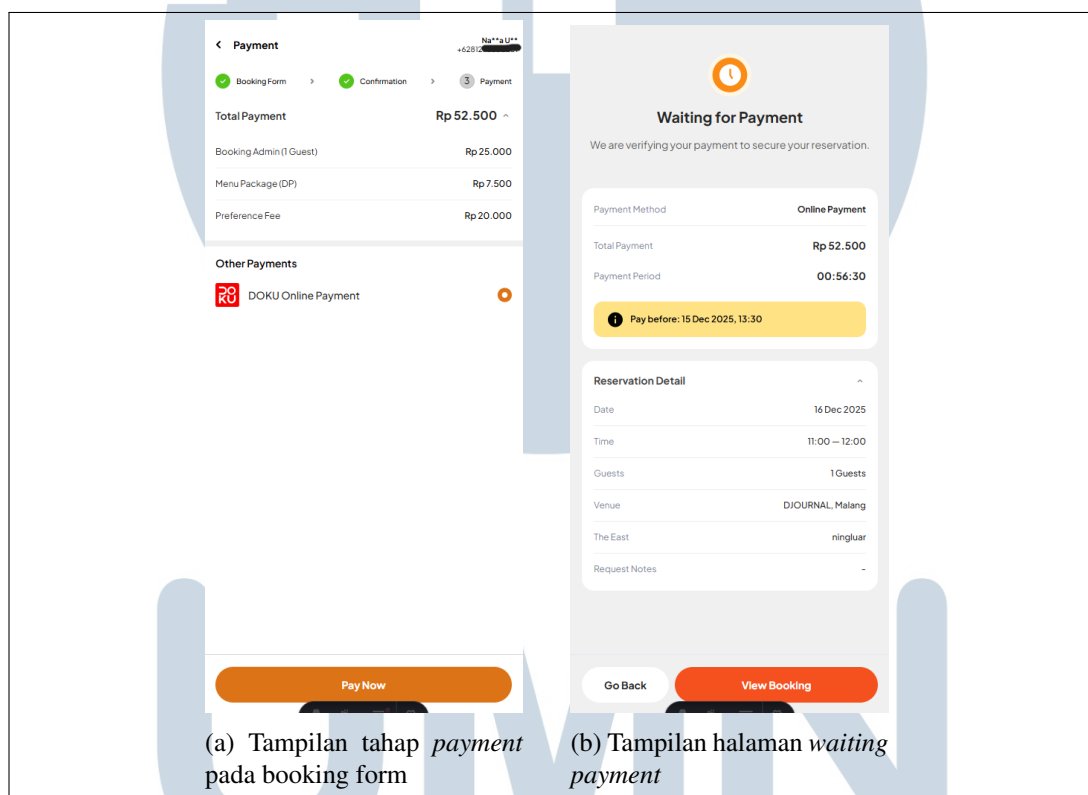 Payment
Na**a U**
+6281
Booking Form > Confirmation > 3 Payment
Total Payment Rp 52.500
Booking Admin (1 Guest) Rp 25.000
Menu Package (DP) Rp 7.500
Preference Fee Rp 20.000
Other Payments
DOKU DOKU Online Payment
Pay Now
(a) Tampilan tahap payment
pada booking form
Waiting for Payment
We are verifying your payment to secure your reservation.
Payment Method Online Payment
Total Payment Rp 52.500
Payment Period 00:56:30
Pay before: 15 Dec 2025, 13:30
Reservation Detail
Date 16 Dec 2025
Time 11:00 — 12:00
Guests 1 Guests
Venue DJOURNAL, Malang
The East ningluar
Request Notes -
Go Back View Booking
(b) Tampilan halaman waiting
payment
UMN